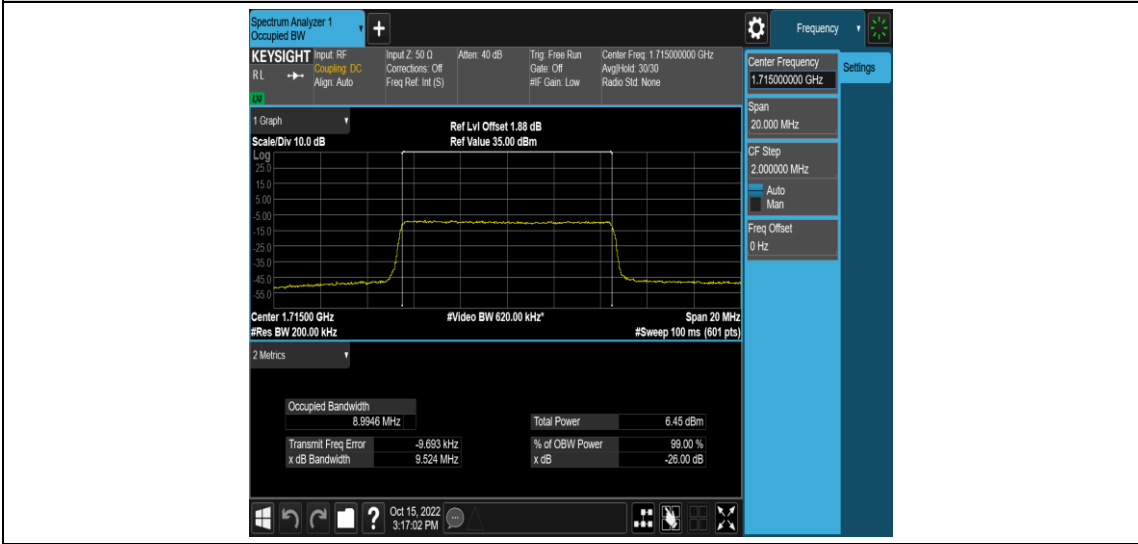 Spectrum Analyzer 1
Occupied BW
+
Frequency
KEYSIGHT
RL
LXI
Input: RF
Coupling: DC
Align: Auto
Input Z: 50 Ω
Corrections: Off
Freq Ref: Int (S)
Atten: 40 dB
Trig: Free Run
Gate: Off
#IF Gain: Low
Center Freq: 1.715000000 GHz
Avg|Hold: 30/30
Radio Std: None
Center Frequency
1.715000000 GHz
Settings
Span
20.000 MHz
CF Step
2.000000 MHz
Auto
Man
Freq Offset
0 Hz
1 Graph
Ref Lvl Offset 1.88 dB
Scale/Div 10.0 dB
Ref Value 35.00 dBm
Log
25.0
15.0
5.00
-5.00
-15.0
-25.0
-35.0
-45.0
-55.0
Center 1.71500 GHz
#Video BW 620.00 kHz*
Span 20 MHz
#Res BW 200.00 kHz
#Sweep 100 ms (601 pts)
2 Metrics
Occupied Bandwidth
8.9946 MHz
Total Power 6.45 dBm
Transmit Freq Error -9.693 kHz
% of OBW Power 99.00 %
x dB Bandwidth 9.524 MHz
x dB -26.00 dB
?
Oct 15, 2022
3:17:02 PM